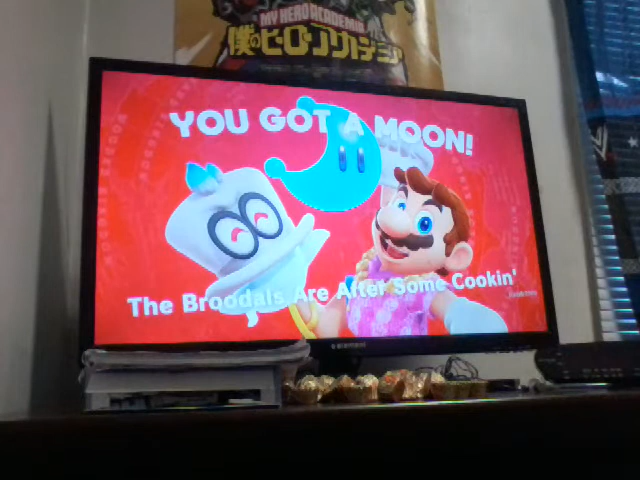 MY HERO ACADEMIA
僕のヒーローアカデミア
YOU GOT A MOON!
The Broodals Are After Some Cookin'
element